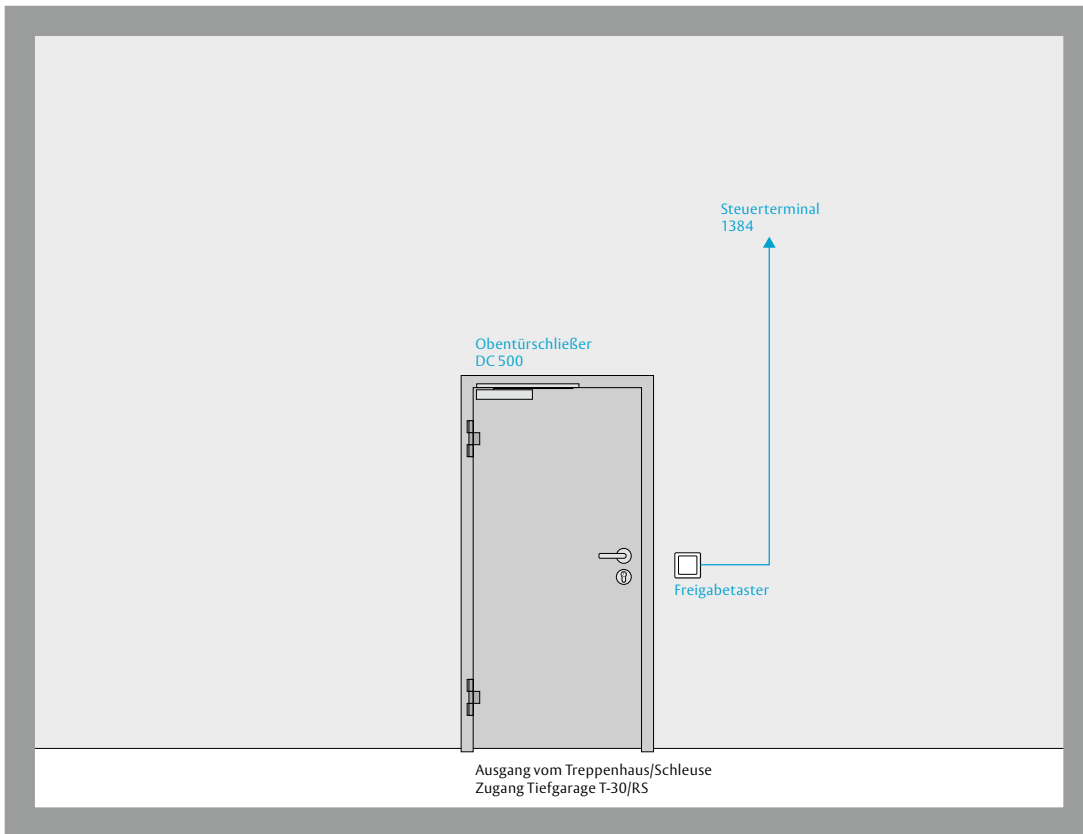 Steuerterminal
1384
Obentürschließer
DC 500
Freigabetaster
Ausgang vom Treppenhaus/Schleuse
Zugang Tiefgarage T-30/RS